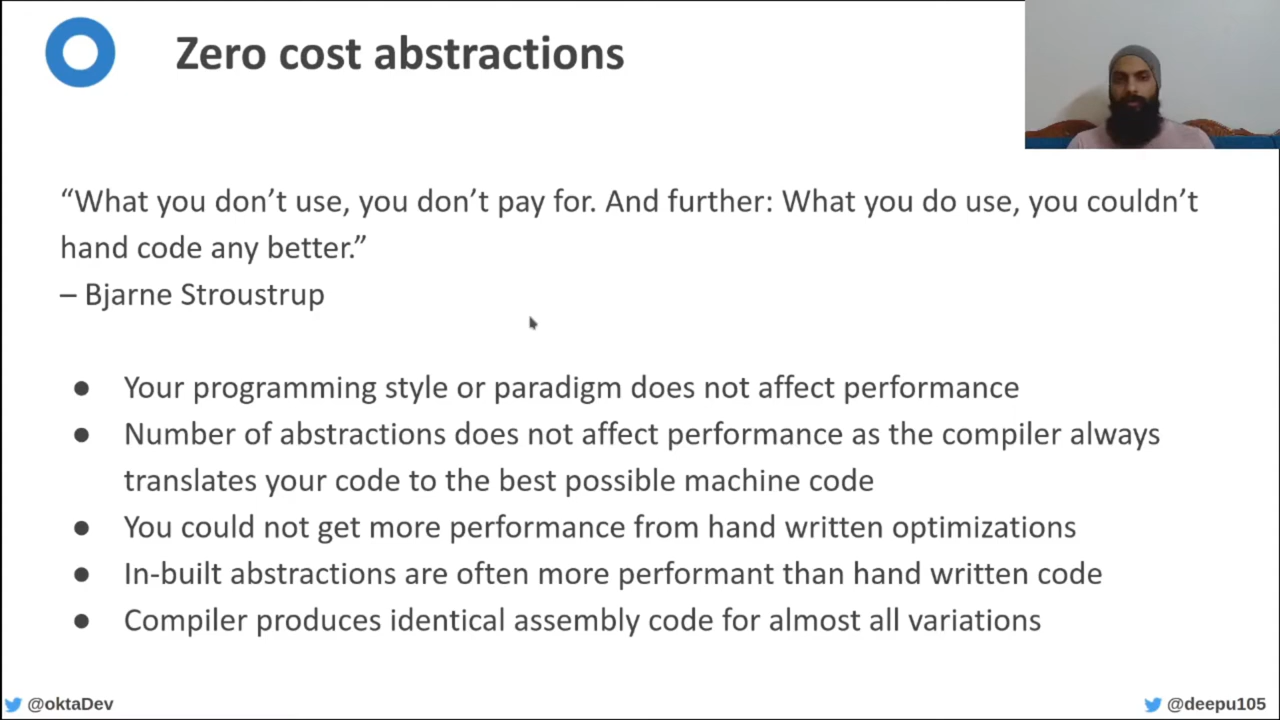 Zero cost abstractions
“What you don’t use, you don’t pay for. And further: What you do use, you couldn’t
hand code any better.”
– Bjarne Stroustrup
● Your programming style or paradigm does not affect performance
● Number of abstractions does not affect performance as the compiler always
translates your code to the best possible machine code
● You could not get more performance from hand written optimizations
● In-built abstractions are often more performant than hand written code
● Compiler produces identical assembly code for almost all variations
@oktaDev
@deepu105